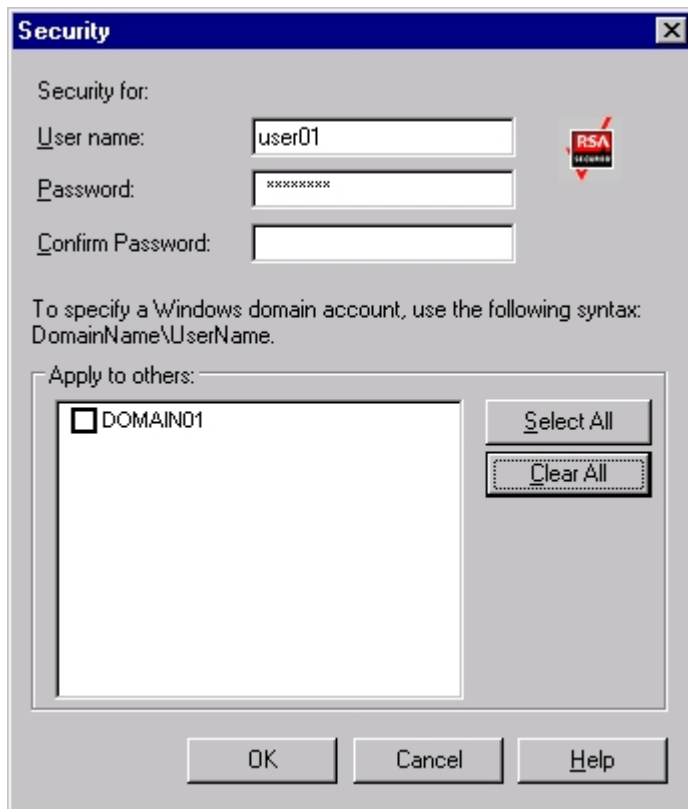 Security
Security for:
User name:
user01
RSA
SECURED
Password:
********
Confirm Password:
To specify a Windows domain account, use the following syntax:
DomainName\UserName.
Apply to others:
DOMAIN01
Select All
Clear All
OK
Cancel
Help